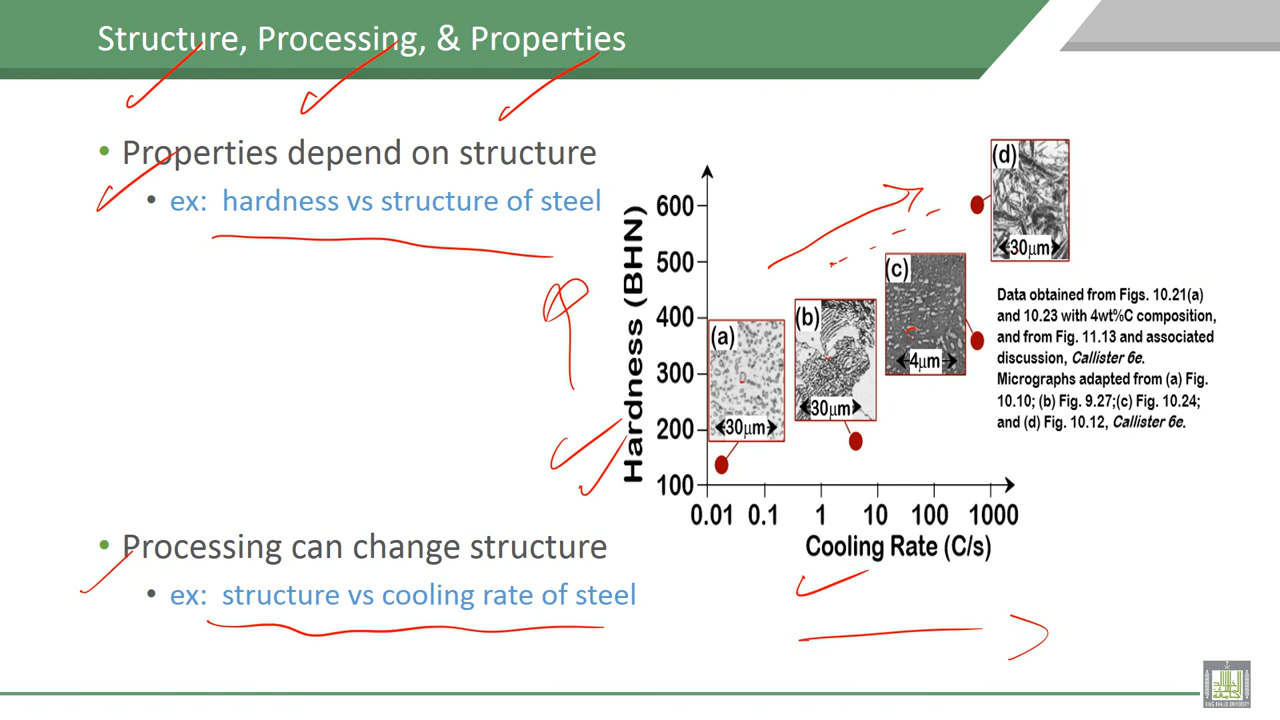 Structure, Processing, & Properties
• Properties depend on structure
• ex: hardness vs structure of steel
• Processing can change structure
• ex: structure vs cooling rate of steel
Hardness (BHN)
600
500
400
300
200
100
0.01 0.1 1 10 100 1000
Cooling Rate (C/s)
(a)
30μm
(b)
30μm
(c)
4μm
(d)
30μm
Data obtained from Figs. 10.21(a)
and 10.23 with 4wt%C composition,
and from Fig. 11.13 and associated
discussion, Callister 6e.
Micrographs adapted from (a) Fig.
10.10; (b) Fig. 9.27;(c) Fig. 10.24;
and (d) Fig. 10.12, Callister 6e.
KING KHALID UNIVERSITY